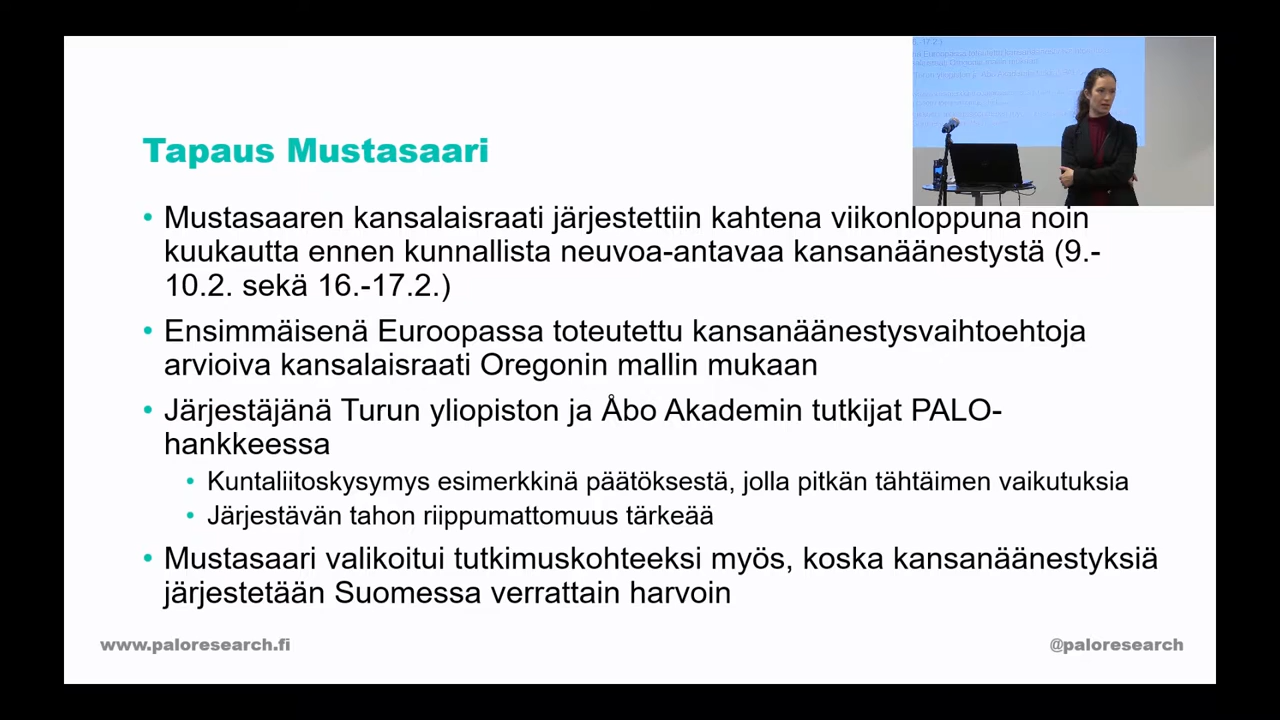 Tapaus Mustasaari
• Mustasaaren kansalaisraati järjestettiin kahtena viikonloppuna noin
kuukautta ennen kunnallista neuvoa-antavaa kansanäänestystä (9.-
10.2. sekä 16.-17.2.)
• Ensimmäisenä Euroopassa toteutettu kansanäänestysvaihtoehtoja
arvioiva kansalaisraati Oregonin mallin mukaan
• Järjestäjänä Turun yliopiston ja Åbo Akademin tutkijat PALO-
hankkeessa
• Kuntaliitoskysymys esimerkkinä päätöksestä, jolla pitkän tähtäimen vaikutuksia
• Järjestävän tahon riippumattomuus tärkeää
• Mustasaari valikoitui tutkimuskohteeksi myös, koska kansanäänestyksiä
järjestetään Suomessa verrattain harvoin
www.paloresearch.fi
@paloresearch